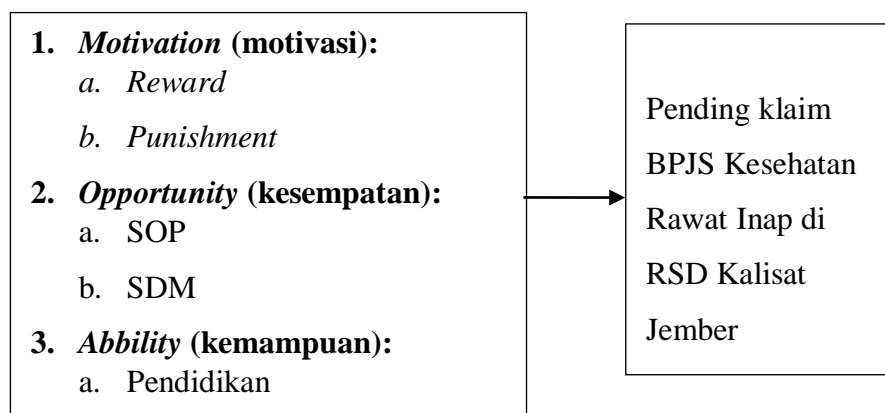 1. Motivation (motivasi):
a. Reward
b. Punishment
2. Opportunity (kesempatan):
a. SOP
b. SDM
3. Abbility (kemampuan):
a. Pendidikan
Pending klaim
BPJS Kesehatan
Rawat Inap di
RSD Kalisat
Jember